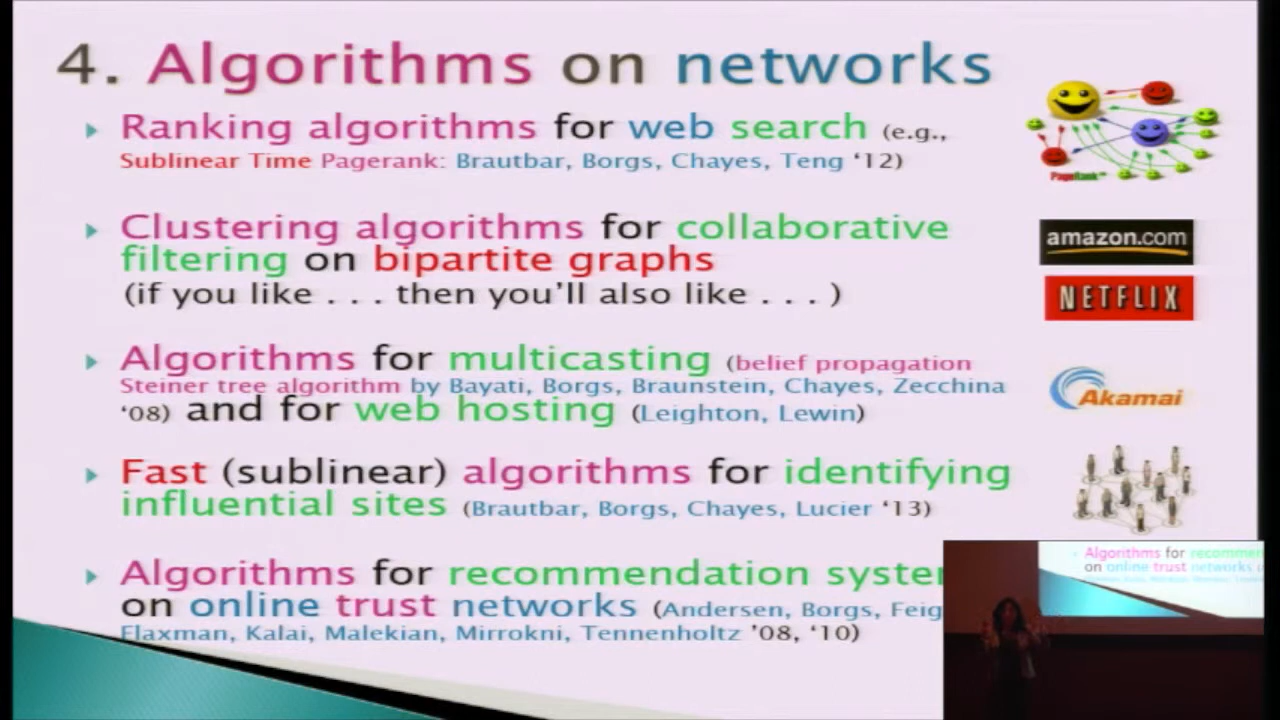 4. Algorithms on networks
Ranking algorithms for web search (e.g.,
Sublinear Time Pagerank: Brautbar, Borgs, Chayes, Teng ‘12)
PageRank
Clustering algorithms for collaborative
filtering on bipartite graphs
(if you like . . . then you’ll also like . . . )
amazon.com
NETFLIX
Algorithms for multicasting (belief propagation
Steiner tree algorithm by Bayati, Borgs, Braunstein, Chayes, Zecchina
‘08) and for web hosting (Leighton, Lewin)
Akamai
Fast (sublinear) algorithms for identifying
influential sites (Brautbar, Borgs, Chayes, Lucier ‘13)
Algorithms for recommendation system
on online trust networks (Andersen, Borgs, Feig
Flaxman, Kalai, Malekian, Mirrokni, Tennenholtz ’08, ‘10)
Algorithms for recommen
on online trust networks